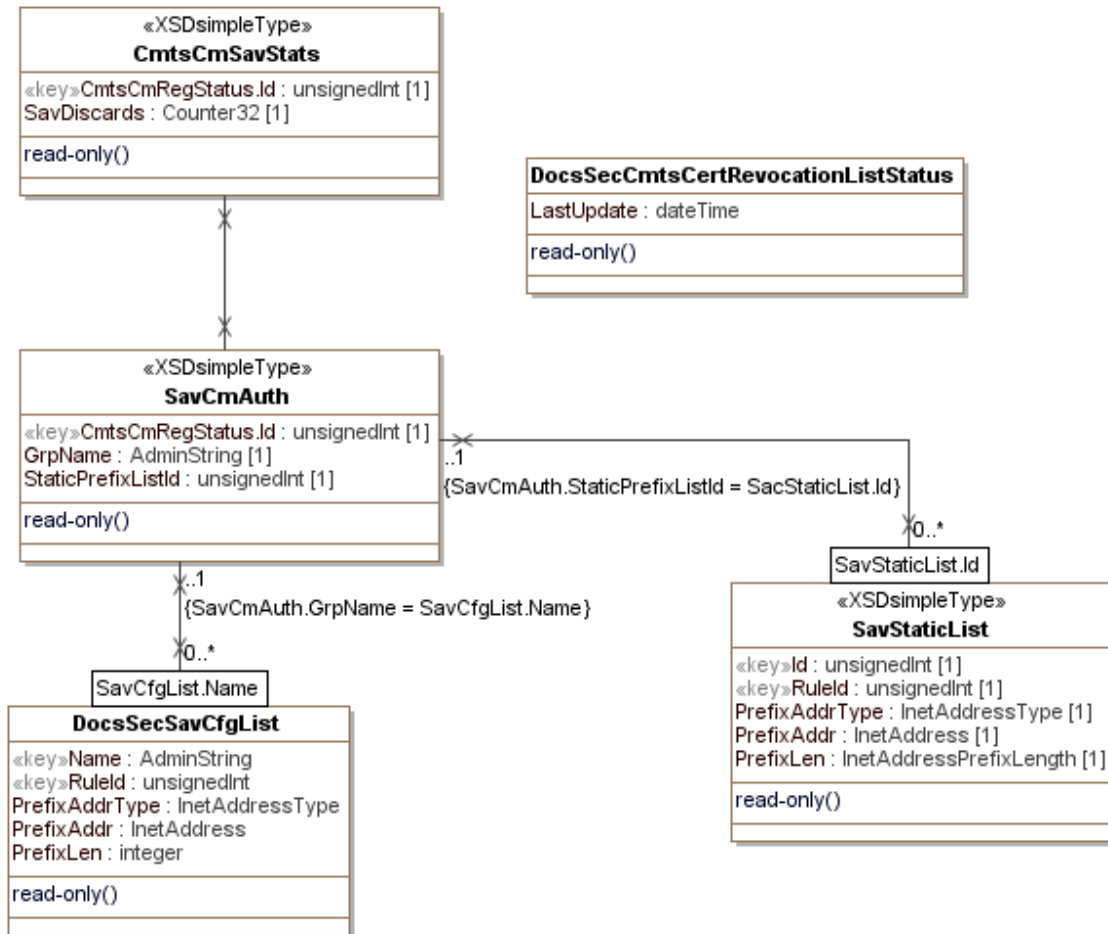 «XSDsimpleType»
CmtsCmSavStats
«key»CmtsCmRegStatus.Id : unsignedInt [1]
SavDiscards : Counter32 [1]
read-only()
DocsSecCmtsCertRevocationListStatus
LastUpdate : dateTime
read-only()
«XSDsimpleType»
SavCmAuth
«key»CmtsCmRegStatus.Id : unsignedInt [1]
GrpName : AdminString [1]
StaticPrefixListId : unsignedInt [1]
read-only()
..1
{SavCmAuth.StaticPrefixListId = SacStaticList.Id}
0..*
SavStaticList.Id
..1
{SavCmAuth.GrpName = SavCfgList.Name}
0..*
SavCfgList.Name
«XSDsimpleType»
SavStaticList
«key»Id : unsignedInt [1]
«key»RuleId : unsignedInt [1]
PrefixAddrType : InetAddressType [1]
PrefixAddr : InetAddress [1]
PrefixLen : InetAddressPrefixLength [1]
read-only()
DocsSecSavCfgList
«key»Name : AdminString
«key»RuleId : unsignedInt
PrefixAddrType : InetAddressType
PrefixAddr : InetAddress
PrefixLen : integer
read-only()